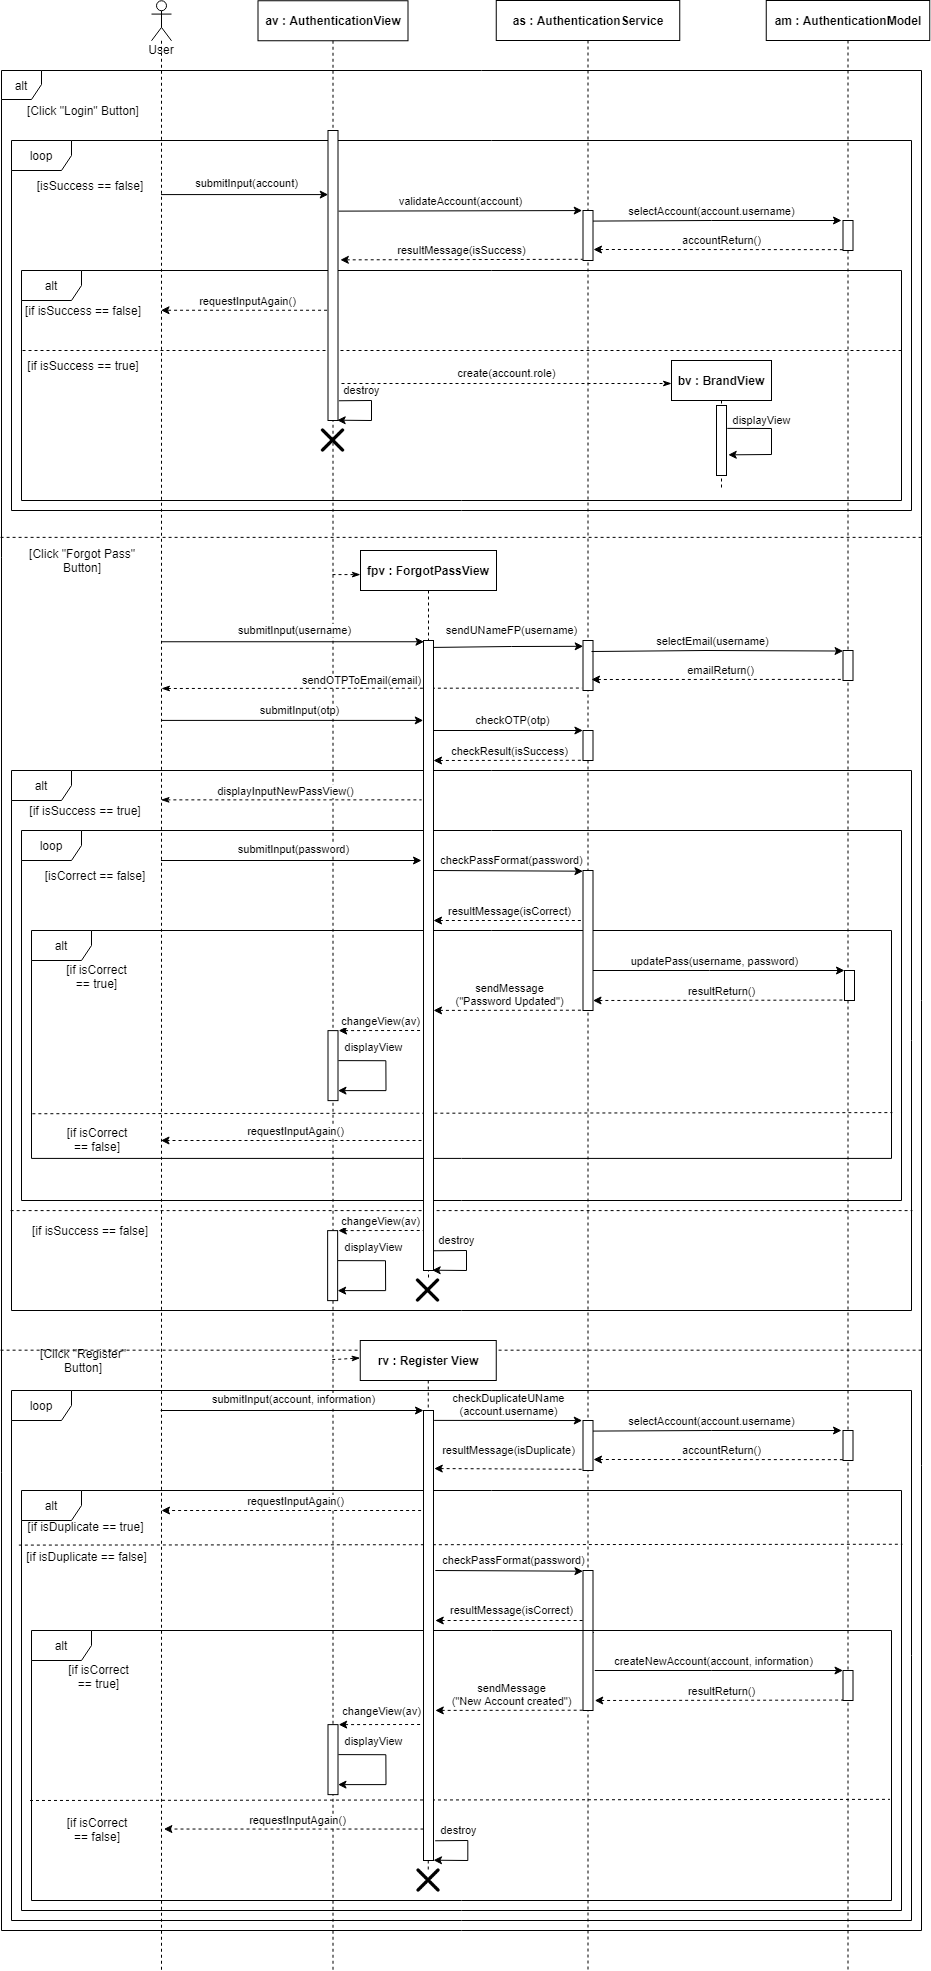 User
av : AuthenticationView
as : AuthenticationService
am : AuthenticationModel
alt
[Click "Login" Button]
loop
[isSuccess == false]
submitInput(account)
validateAccount(account)
selectAccount(account.username)
accountReturn()
resultMessage(isSuccess)
alt
[if isSuccess == false]
requestInputAgain()
[if isSuccess == true]
create(account.role)
bv : BrandView
destroy
displayView
[Click "Forgot Pass"
Button]
fpv : ForgotPassView
submitInput(username)
sendUNameFP(username)
selectEmail(username)
emailReturn()
sendOTPToEmail(email)
submitInput(otp)
checkOTP(otp)
checkResult(isSuccess)
alt
displayInputNewPassView()
[if isSuccess == true]
loop
submitInput(password)
checkPassFormat(password)
[isCorrect == false]
resultMessage(isCorrect)
alt
[if isCorrect
== true]
updatePass(username, password)
resultReturn()
sendMessage
("Password Updated")
changeView(av)
displayView
[if isCorrect
== false]
requestInputAgain()
[if isSuccess == false]
changeView(av)
destroy
displayView
[Click "Register"
Button]
rv : Register View
loop
submitInput(account, information)
checkDuplicateUName
(account.username)
selectAccount(account.username)
accountReturn()
resultMessage(isDuplicate)
alt
requestInputAgain()
[if isDuplicate == true]
[if isDuplicate == false]
checkPassFormat(password)
resultMessage(isCorrect)
alt
[if isCorrect
== true]
createNewAccount(account, information)
resultReturn()
sendMessage
("New Account created")
changeView(av)
displayView
[if isCorrect
== false]
requestInputAgain()
destroy